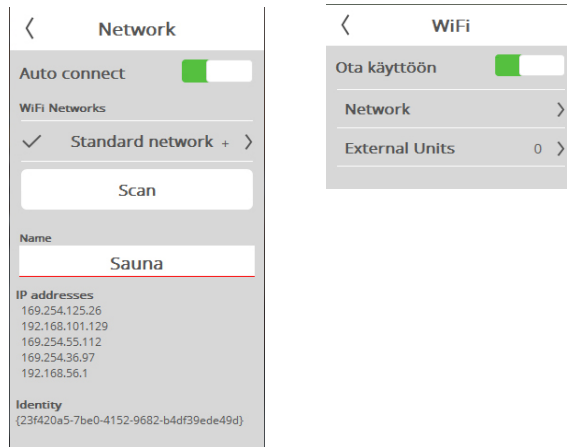 Network
Auto connect
WiFi Networks
Standard network +
Scan
Name
Sauna
IP addresses
169.254.125.26
192.168.101.129
169.254.55.112
169.254.36.97
192.168.56.1
Identity
{23f420a5-7be0-4152-9682-b4df39ede49d}
WiFi
Ota käyttöön
Network
External Units 0